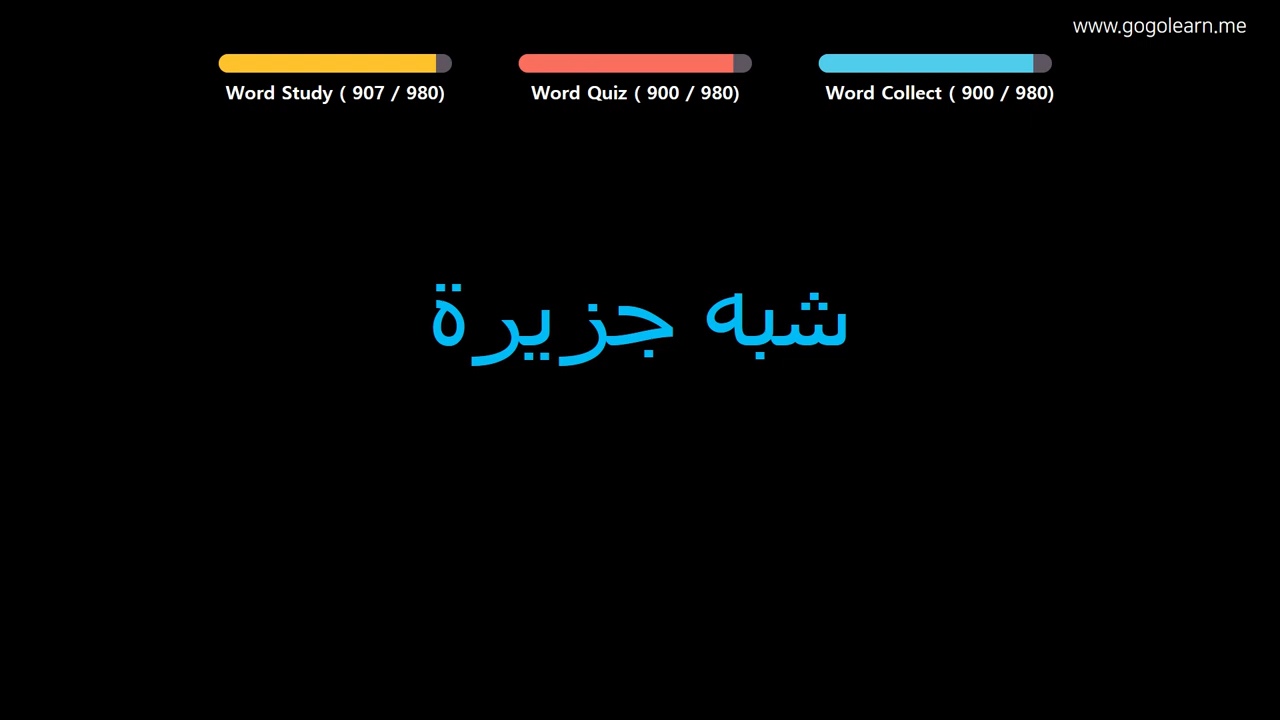 www.gogolearn.me
Word Study ( 907 / 980)
Word Quiz ( 900 / 980)
Word Collect ( 900 / 980)
شبه جزيرة